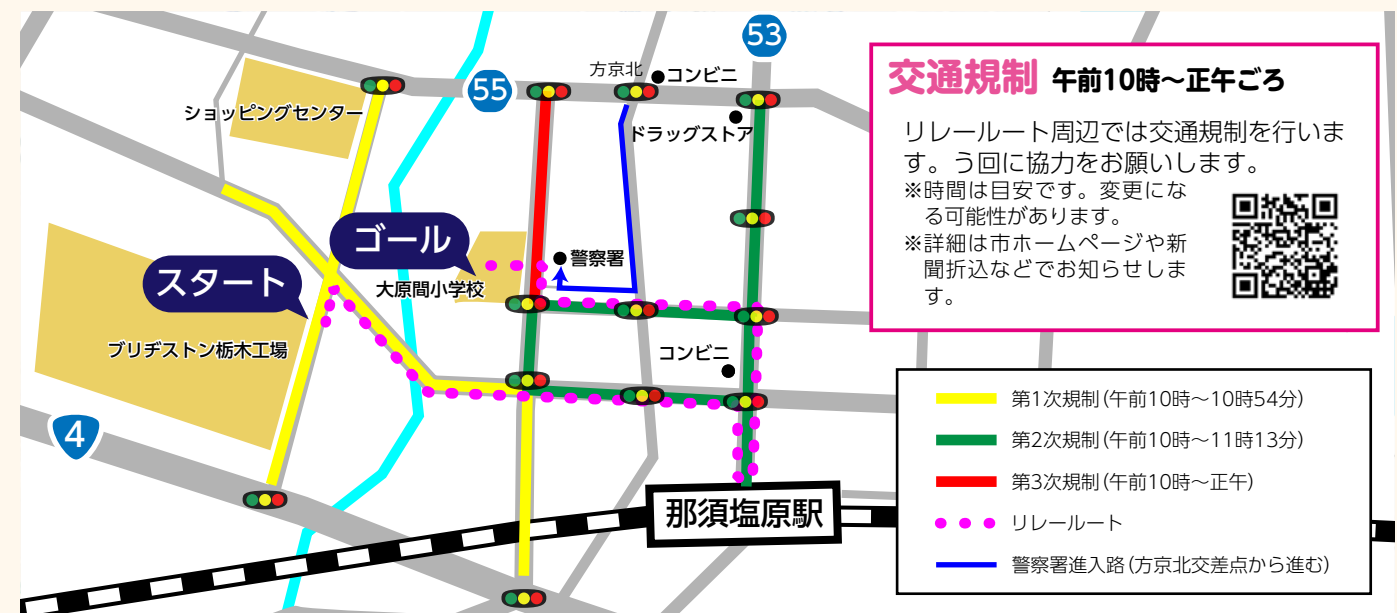 53
方京北
コンビニ
55
ショッピングセンター
ドラッグストア
ゴール
警察署
スタート
大原間小学校
ブリヂストン栃木工場
コンビニ
4
那須塩原駅
交通規制 午前10時〜正午ごろ
リレールート周辺では交通規制を行いま
す。う回に協力をお願いします。
※時間は目安です。変更にな
る可能性があります。
※詳細は市ホームページや新
聞折込などでお知らせしま
す。
第1次規制(午前10時〜10時54分)
第2次規制(午前10時〜11時13分)
第3次規制(午前10時〜正午)
リレールート
警察署進入路(方京北交差点から進む)